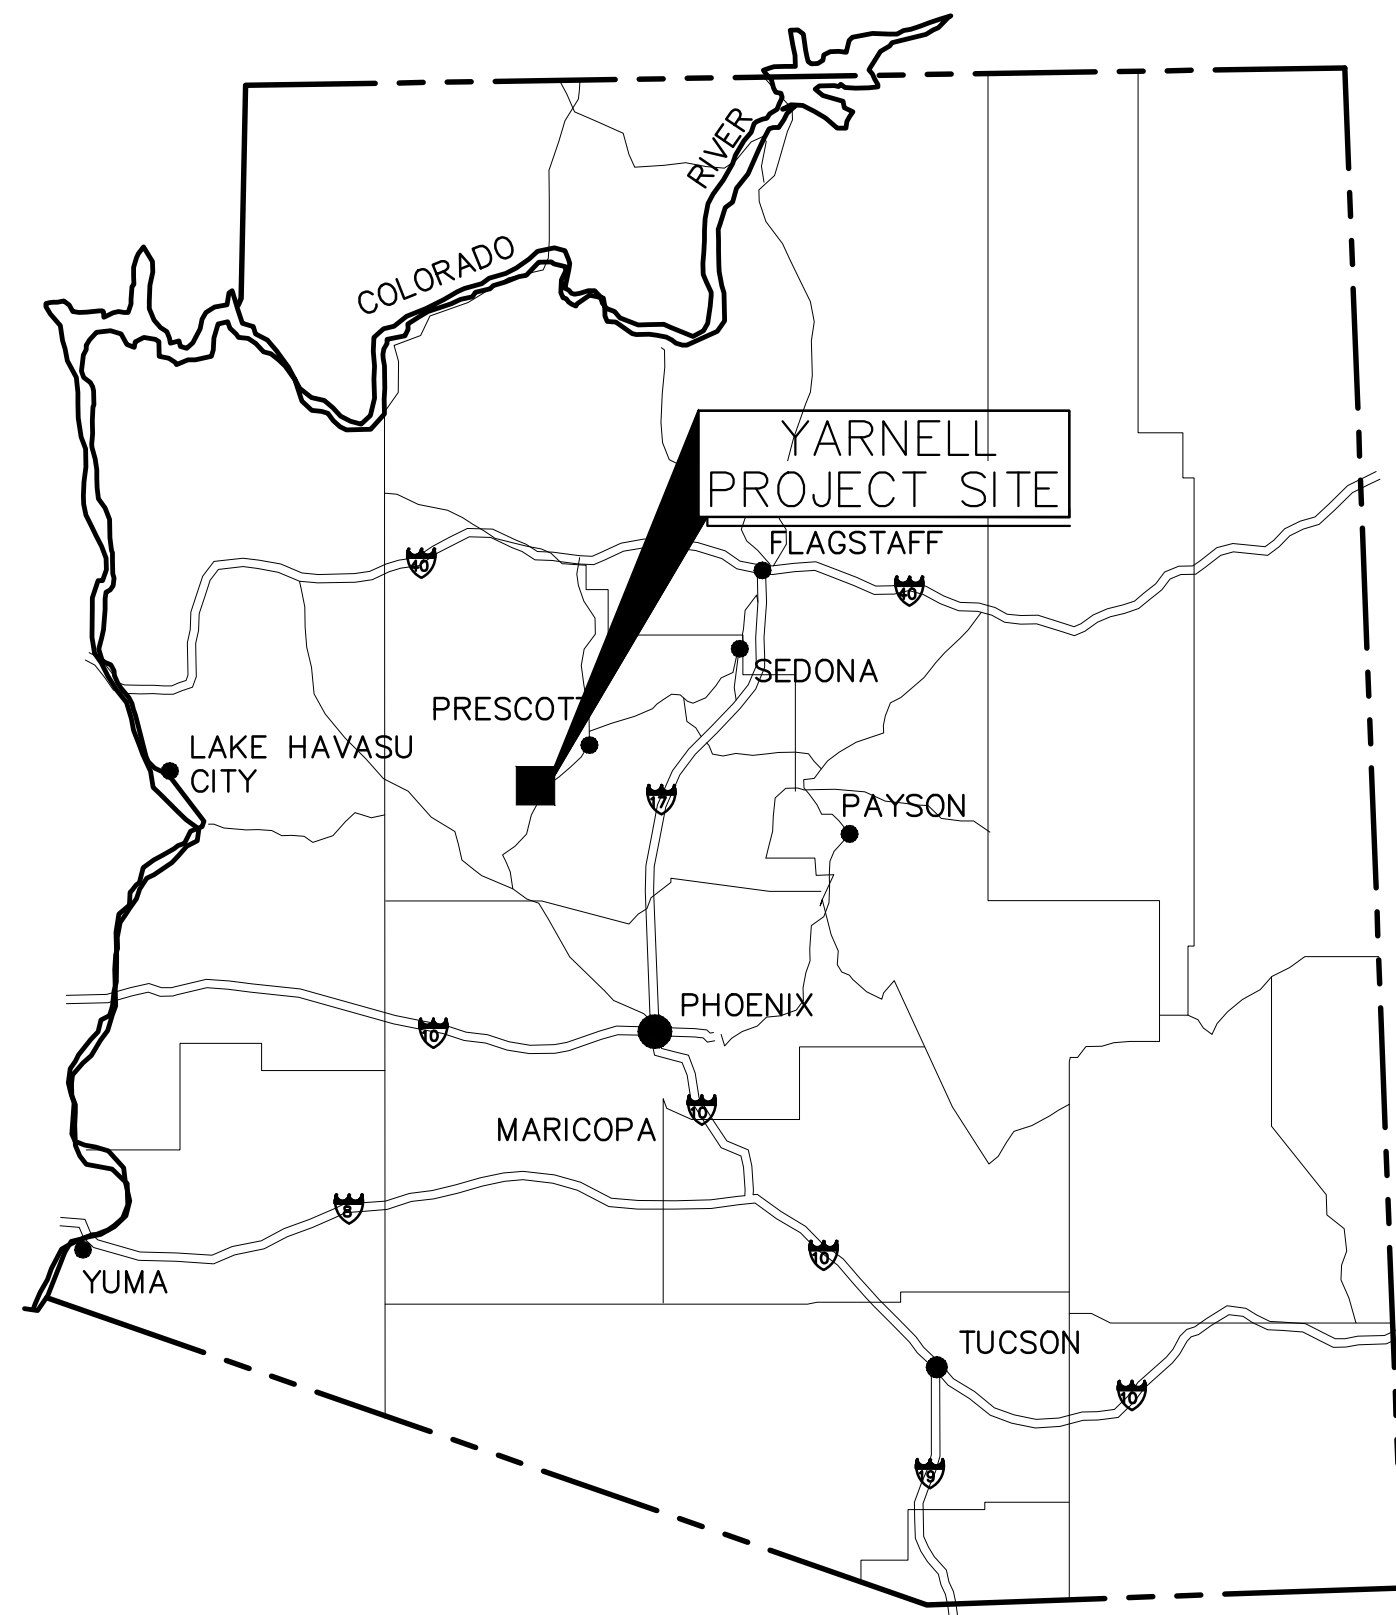 RIVER
COLORADO
YARNELL
PROJECT SITE
FLAGSTAFF
40
40
SEDONA
PRESCOTT
LAKE HAVASU
CITY
17
PAYSON
PHOENIX
10
10
MARICOPA
8
10
YUMA
TUCSON
10
19